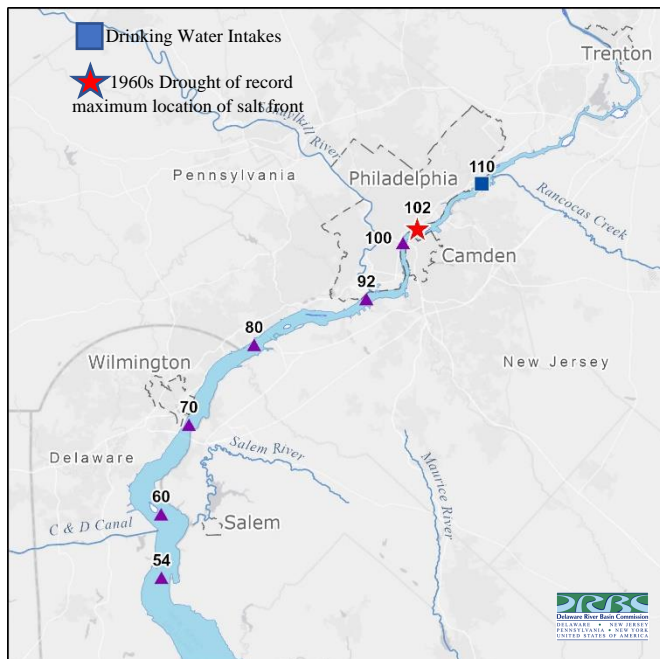 Drinking Water Intakes
1960s Drought of record
maximum location of salt front
Trenton
Schuylkill River
Pennsylvania
Philadelphia
110
Rancocas Creek
102
100
Camden
92
80
Wilmington
New Jersey
70
Delaware
Salem River
Maurice River
60
C & D Canal
Salem
54
DRBC
Delaware River Basin Commission
DELAWARE • NEW JERSEY
PENNSYLVANIA • NEW YORK
UNITED STATES OF AMERICA